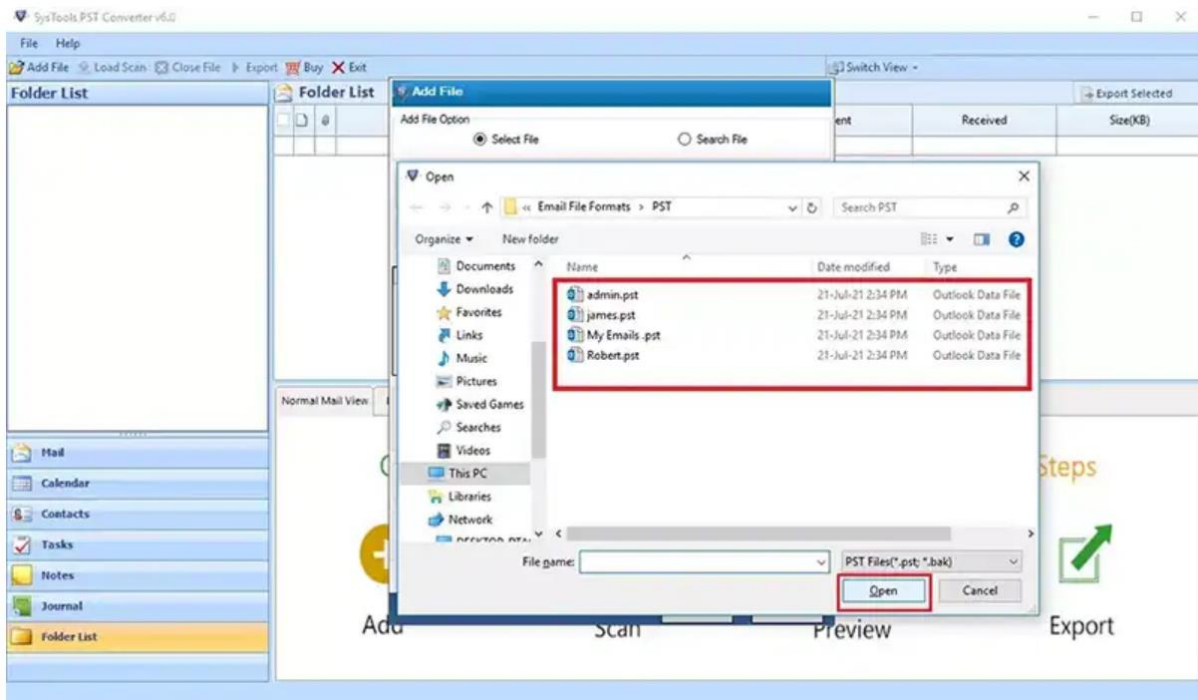 SysTools PST Converter v6.0
File Help
Add File Load Scan Close File Export Buy Exit Switch View
Folder List
Folder List
Export Selected
Add File
Add File Option
Select File Search File
ent Received Size(KB)
Open
« Email File Formats > PST
Search PST
Organize New folder
Name Date modified Type
admin.pst 21-Jul-21 2:34 PM Outlook Data File
james.pst 21-Jul-21 2:34 PM Outlook Data File
My Emails .pst 21-Jul-21 2:34 PM Outlook Data File
Robert.pst 21-Jul-21 2:34 PM Outlook Data File
Documents
Downloads
Favorites
Links
Music
Pictures
Saved Games
Searches
Videos
This PC
Libraries
Network
File name: PST Files(*.pst; *.bak)
Open Cancel
Normal Mail View
Steps
Add Scan Preview Export
Mail
Calendar
Contacts
Tasks
Notes
Journal
Folder List